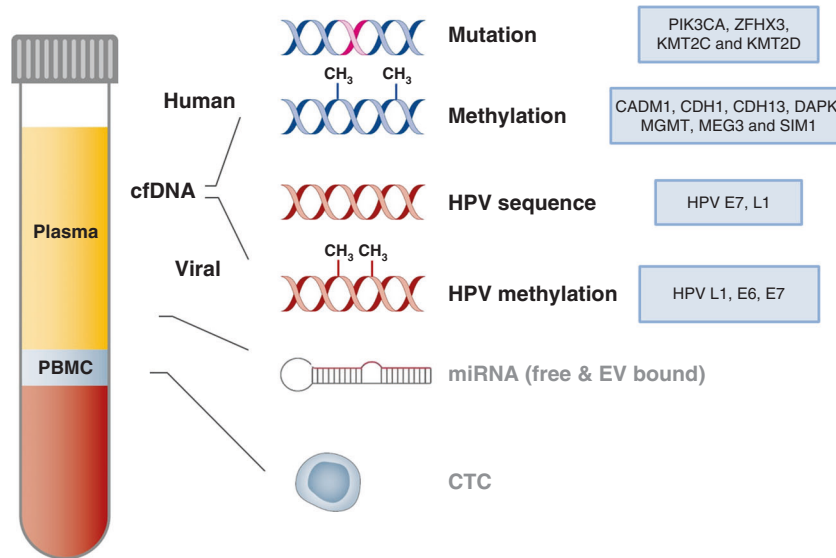 Mutation
PIK3CA, ZFHX3,
KMT2C and KMT2D
CH3
CH3
Human
Methylation
CADM1, CDH1, CDH13, DAPK
MGMT, MEG3 and SIM1
cfDNA
HPV sequence
HPV E7, L1
Plasma
CH3
CH3
Viral
HPV methylation
HPV L1, E6, E7
PBMC
miRNA (free & EV bound)
CTC